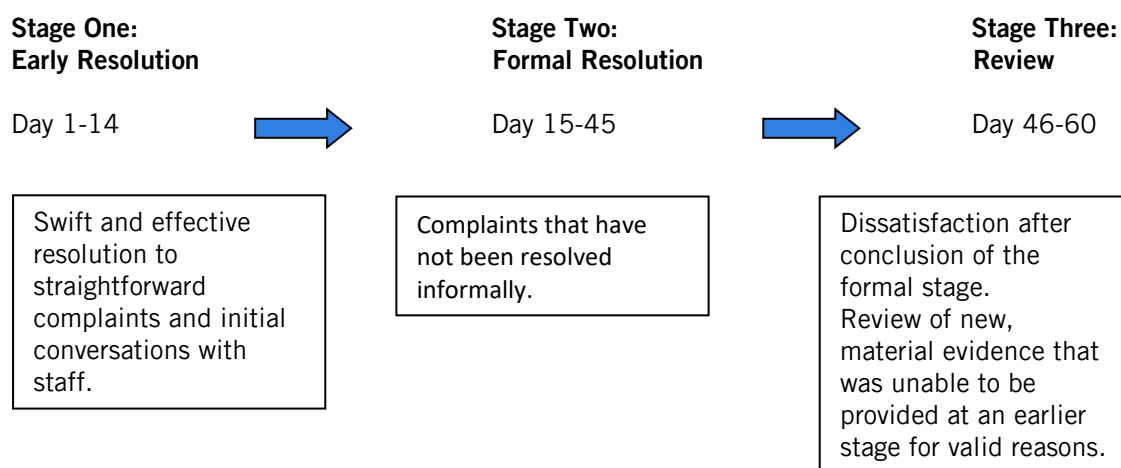 Stage One:
Early Resolution
Day 1-14
Swift and effective
resolution to
straightforward
complaints and initial
conversations with
staff.
Stage Two:
Formal Resolution
Day 15-45
Complaints that have
not been resolved
informally.
Stage Three:
Review
Day 46-60
Dissatisfaction after
conclusion of the
formal stage.
Review of new,
material evidence that
was unable to be
provided at an earlier
stage for valid reasons.